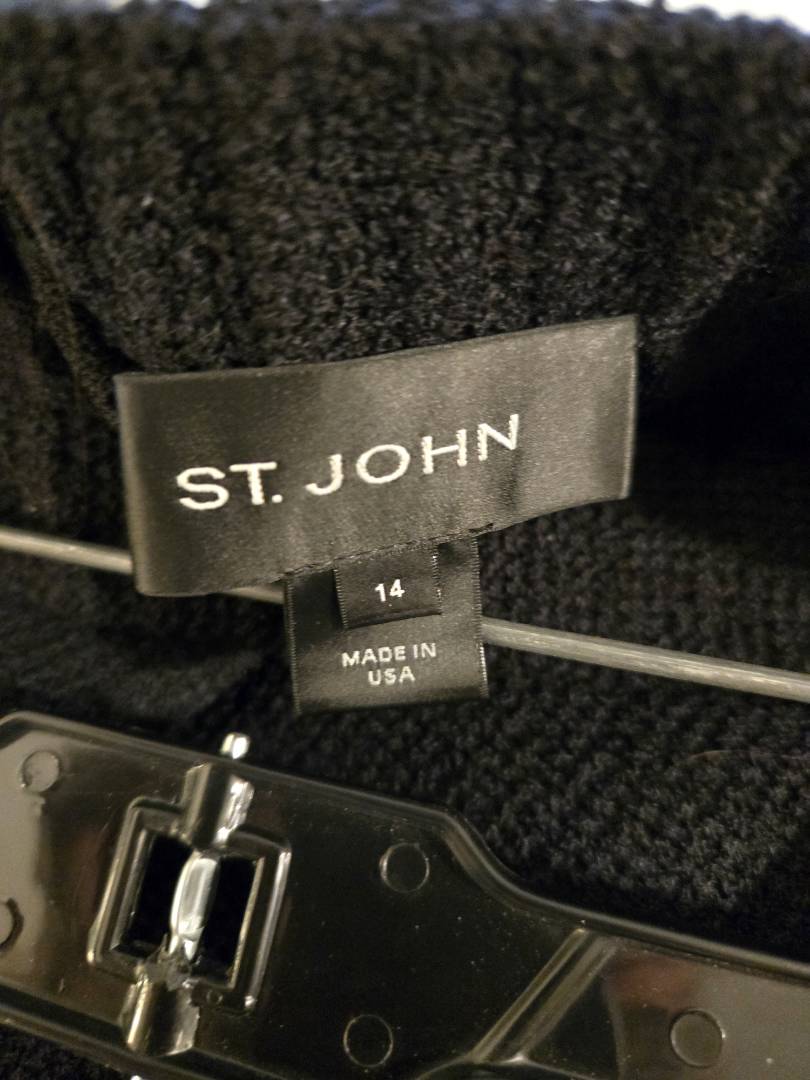 ST. JOHN
14
MADE IN
USA